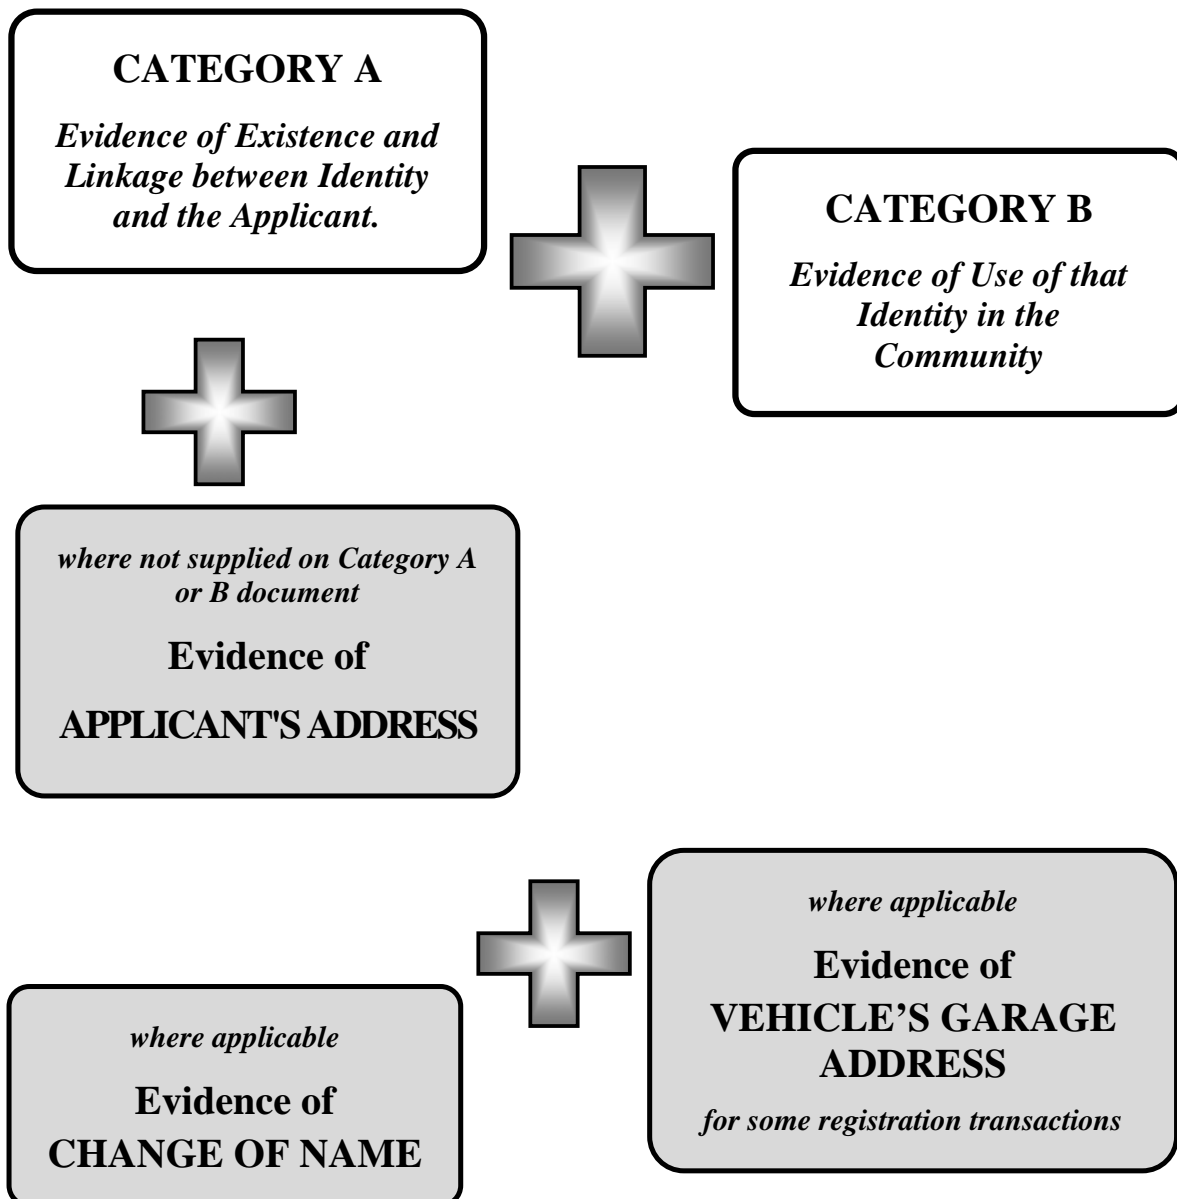 CATEGORY A
Evidence of Existence and
Linkage between Identity
and the Applicant.
CATEGORY B
Evidence of Use of that
Identity in the
Community
where not supplied on Category A
or B document
Evidence of
APPLICANT'S ADDRESS
where applicable
Evidence of
VEHICLE’S GARAGE
ADDRESS
for some registration transactions
where applicable
Evidence of
CHANGE OF NAME